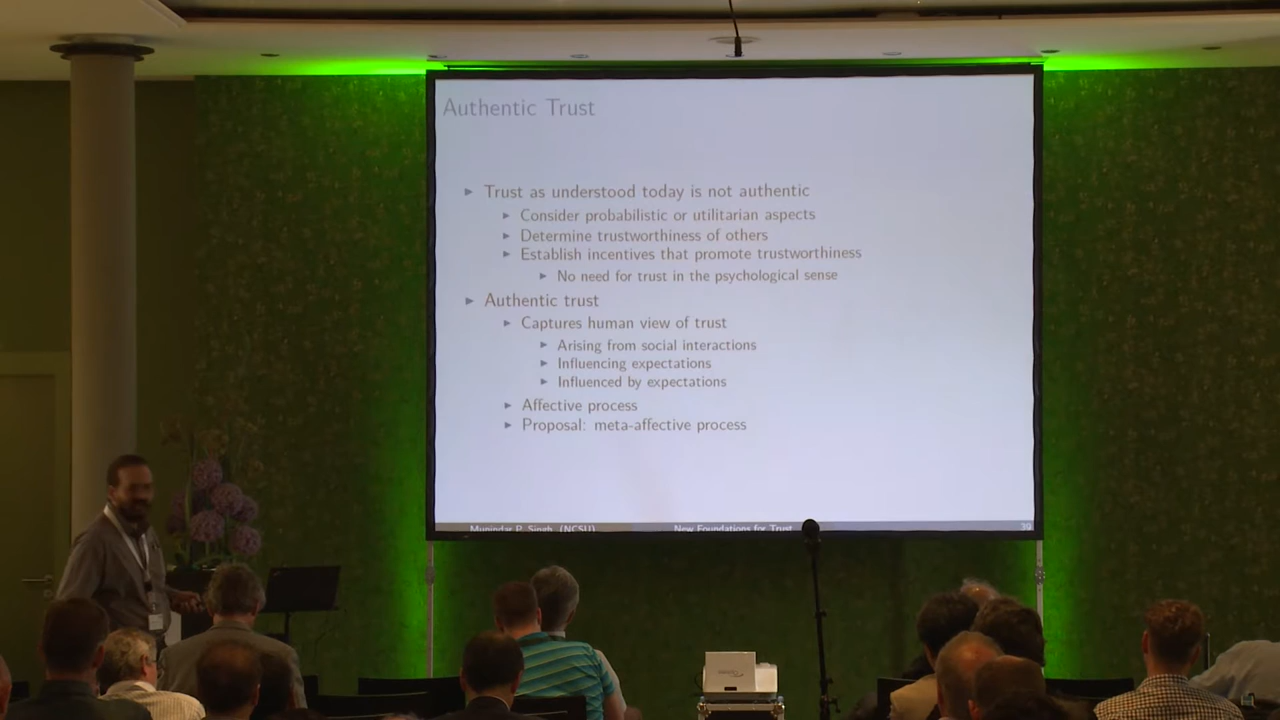 Authentic Trust
Trust as understood today is not authentic
Consider probabilistic or utilitarian aspects
Determine trustworthiness of others
Establish incentives that promote trustworthiness
No need for trust in the psychological sense
Authentic trust
Captures human view of trust
Arising from social interactions
Influencing expectations
Influenced by expectations
Affective process
Proposal: meta-affective process
Munindar P. Singh (NCSU) New Foundations for Trust 39